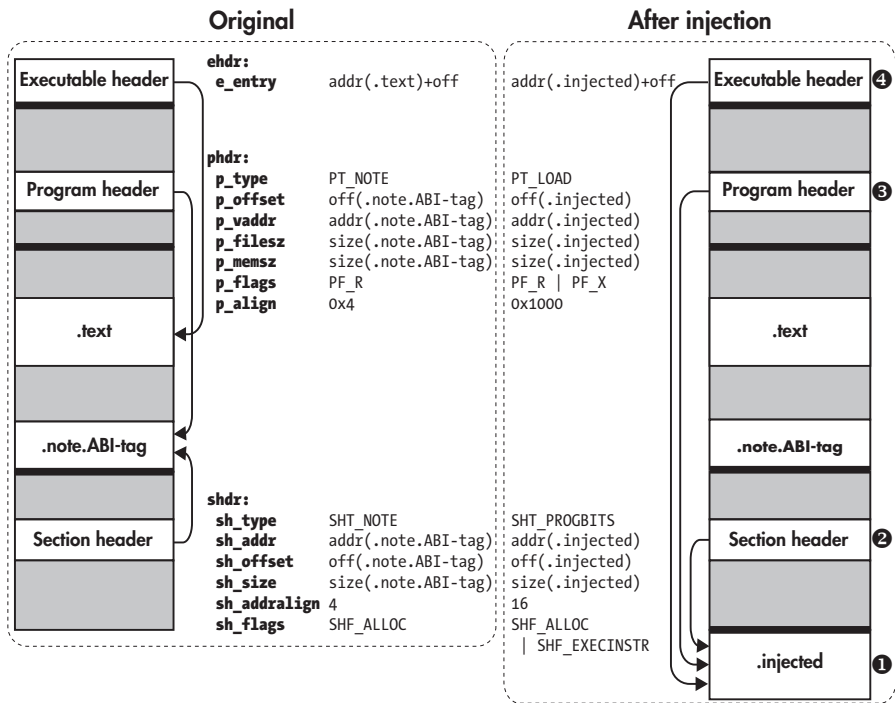 Original
After injection
Executable header
ehdr:
e_entry addr(.text)+off addr(.injected)+off
Executable header ❹
phdr:
p_type PT_NOTE PT_LOAD
Program header p_offset off(.note.ABI-tag) off(.injected) Program header ❸
p_vaddr addr(.note.ABI-tag) addr(.injected)
p_filesz size(.note.ABI-tag) size(.injected)
p_memsz size(.note.ABI-tag) size(.injected)
p_flags PF_R PF_R | PF_X
p_align 0x4 0x1000
.text .text
.note.ABI-tag .note.ABI-tag
shdr:
sh_type SHT_NOTE SHT_PROGBITS
Section header sh_addr addr(.note.ABI-tag) addr(.injected) Section header ❷
sh_offset off(.note.ABI-tag) off(.injected)
sh_size size(.note.ABI-tag) size(.injected)
sh_addralign 4 16
sh_flags SHF_ALLOC SHF_ALLOC
| SHF_EXECINSTR
.injected ❶